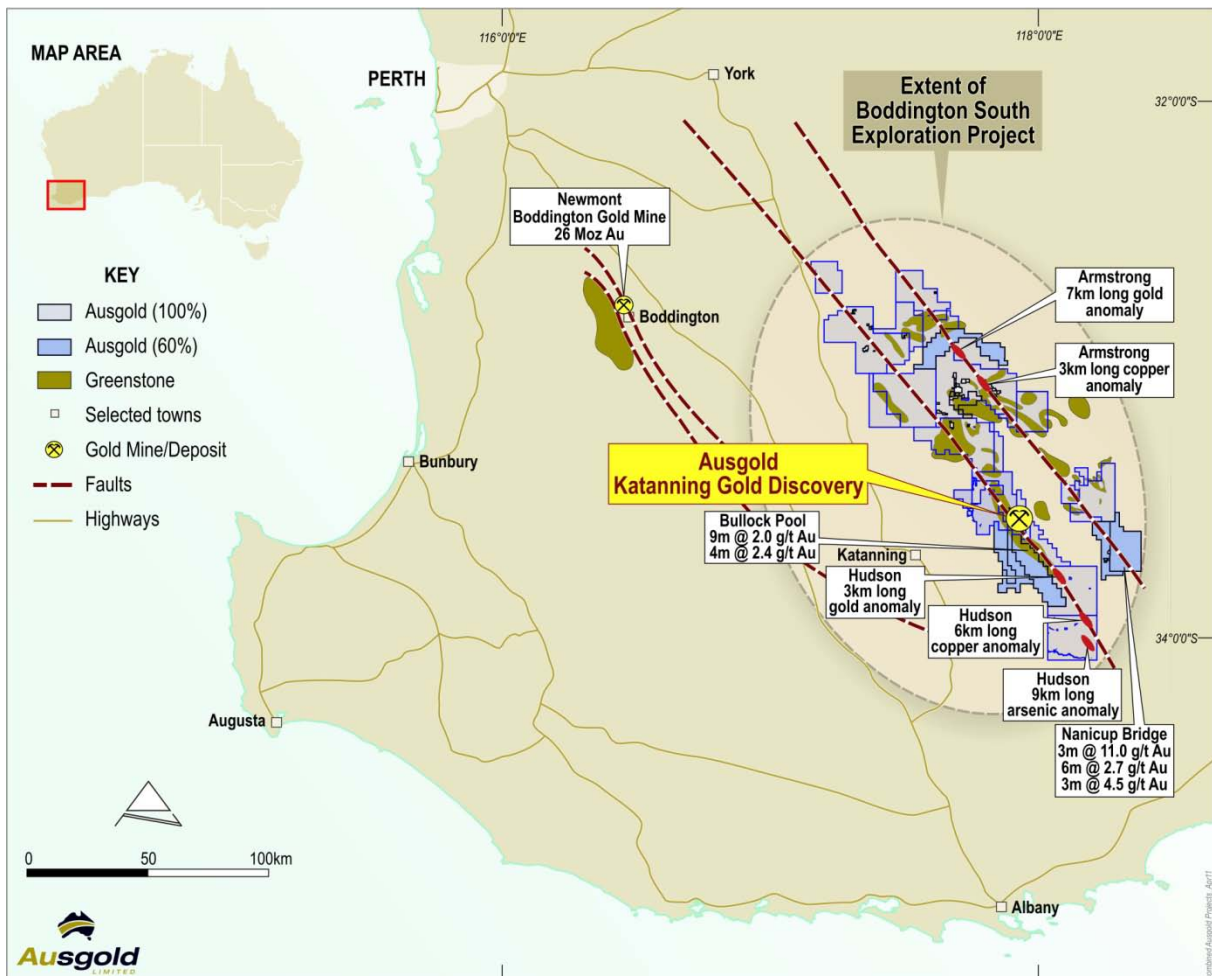 116°0'0"E
118°0'0"E
MAP AREA
PERTH
York
Extent of
Boddington South
Exploration Project
32°0'0"S
Newmont
Boddington Gold Mine
26 Moz Au
KEY
Ausgold (100%)
Ausgold (60%)
Greenstone
Selected towns
Gold Mine/Deposit
Faults
Highways
Boddington
Armstrong
7km long gold
anomaly
Armstrong
3km long copper
anomaly
Bunbury
Ausgold
Katanning Gold Discovery
Bullock Pool
9m @ 2.0 g/t Au
4m @ 2.4 g/t Au
Katanning
Hudson
3km long
gold anomaly
Hudson
6km long
copper anomaly
34°0'0"S
Hudson
9km long
arsenic anomaly
Nanicup Bridge
3m @ 11.0 g/t Au
6m @ 2.7 g/t Au
3m @ 4.5 g/t Au
Augusta
0 50 100km
Albany
Ausgold
LIMITED
Ausgold Projects_Apr11